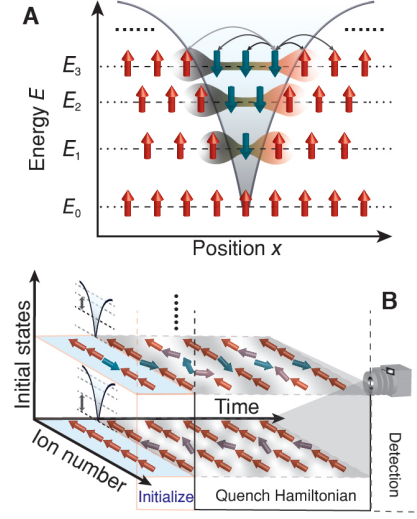 A
E₃
E₂
E₁
E₀
Energy E
Position x
B
Initial states
Time
Ion number
Initialize
Quench Hamiltonian
Detection